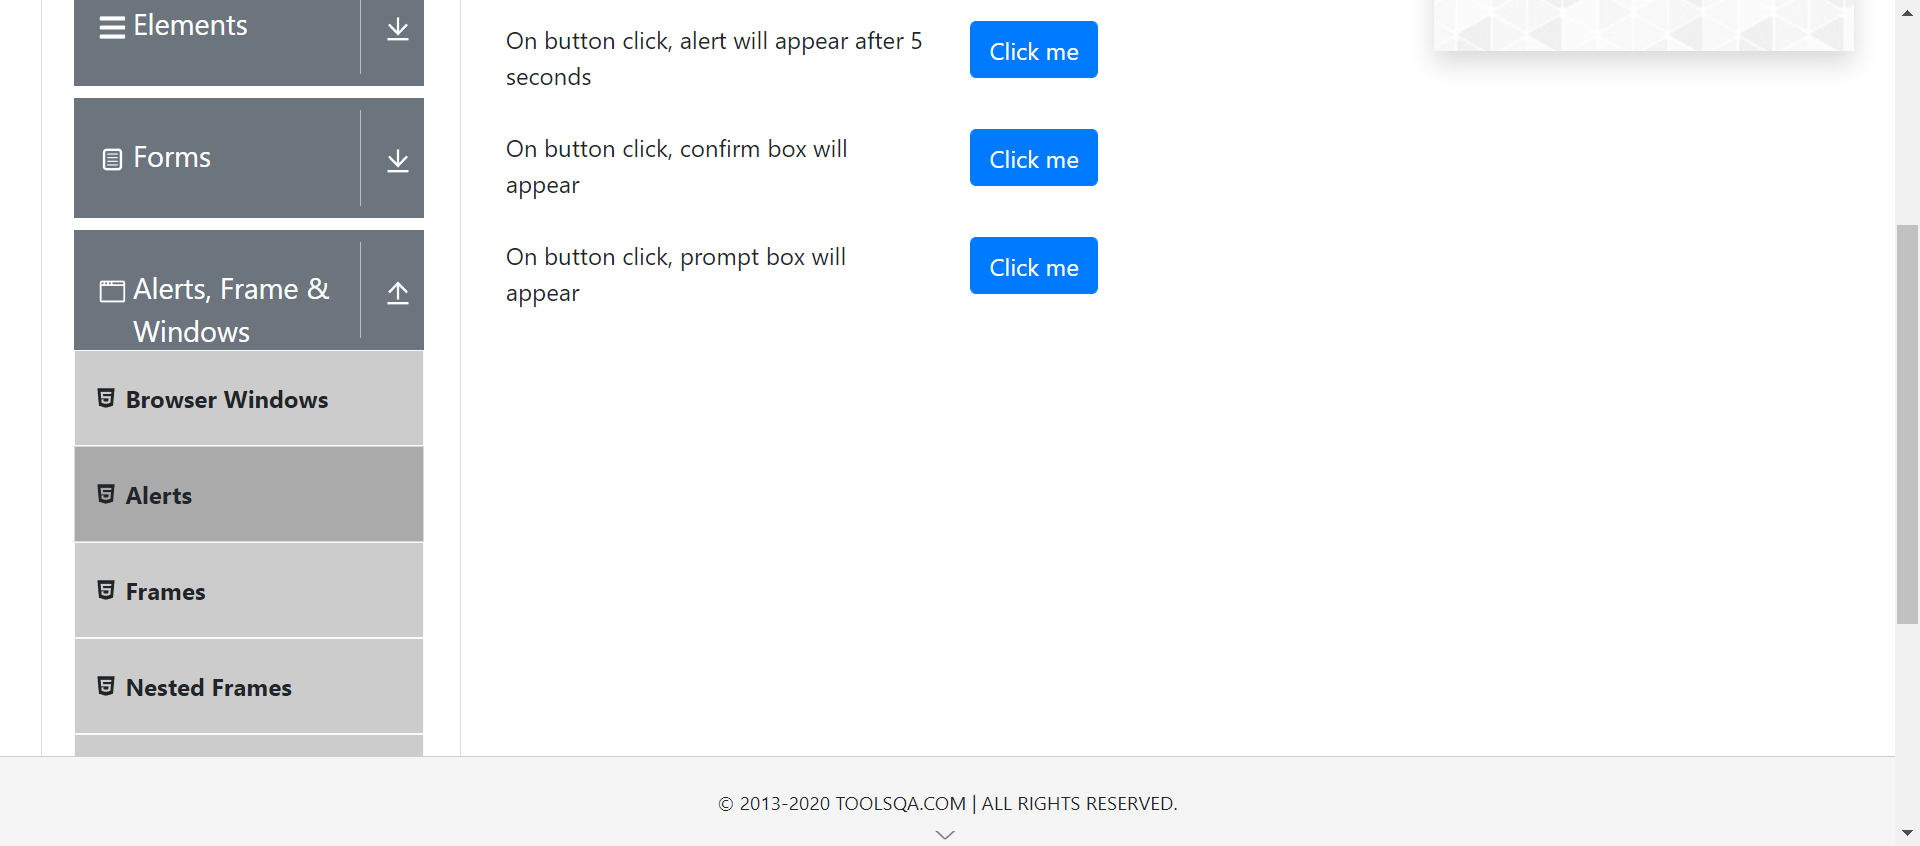 Elements
Forms
Alerts, Frame &
Windows
Browser Windows
Alerts
Frames
Nested Frames
On button click, alert will appear after 5
seconds
Click me
On button click, confirm box will
appear
Click me
On button click, prompt box will
appear
Click me
© 2013-2020 TOOLSQA.COM | ALL RIGHTS RESERVED.